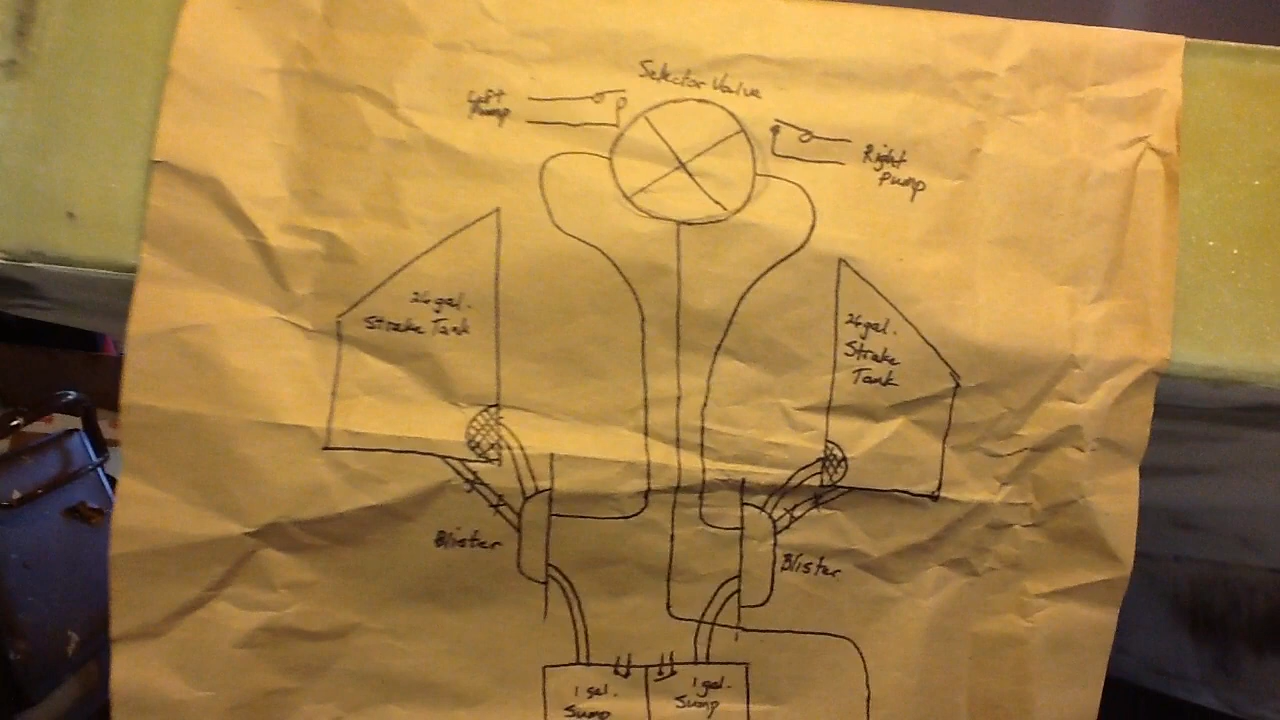 Selector Valve
Left
Pump
Right
Pump
26 gal.
Strake Tank
26 gal.
Strake
Tank
Blister
Blister
1 gal.
Sump
1 gal.
Sump